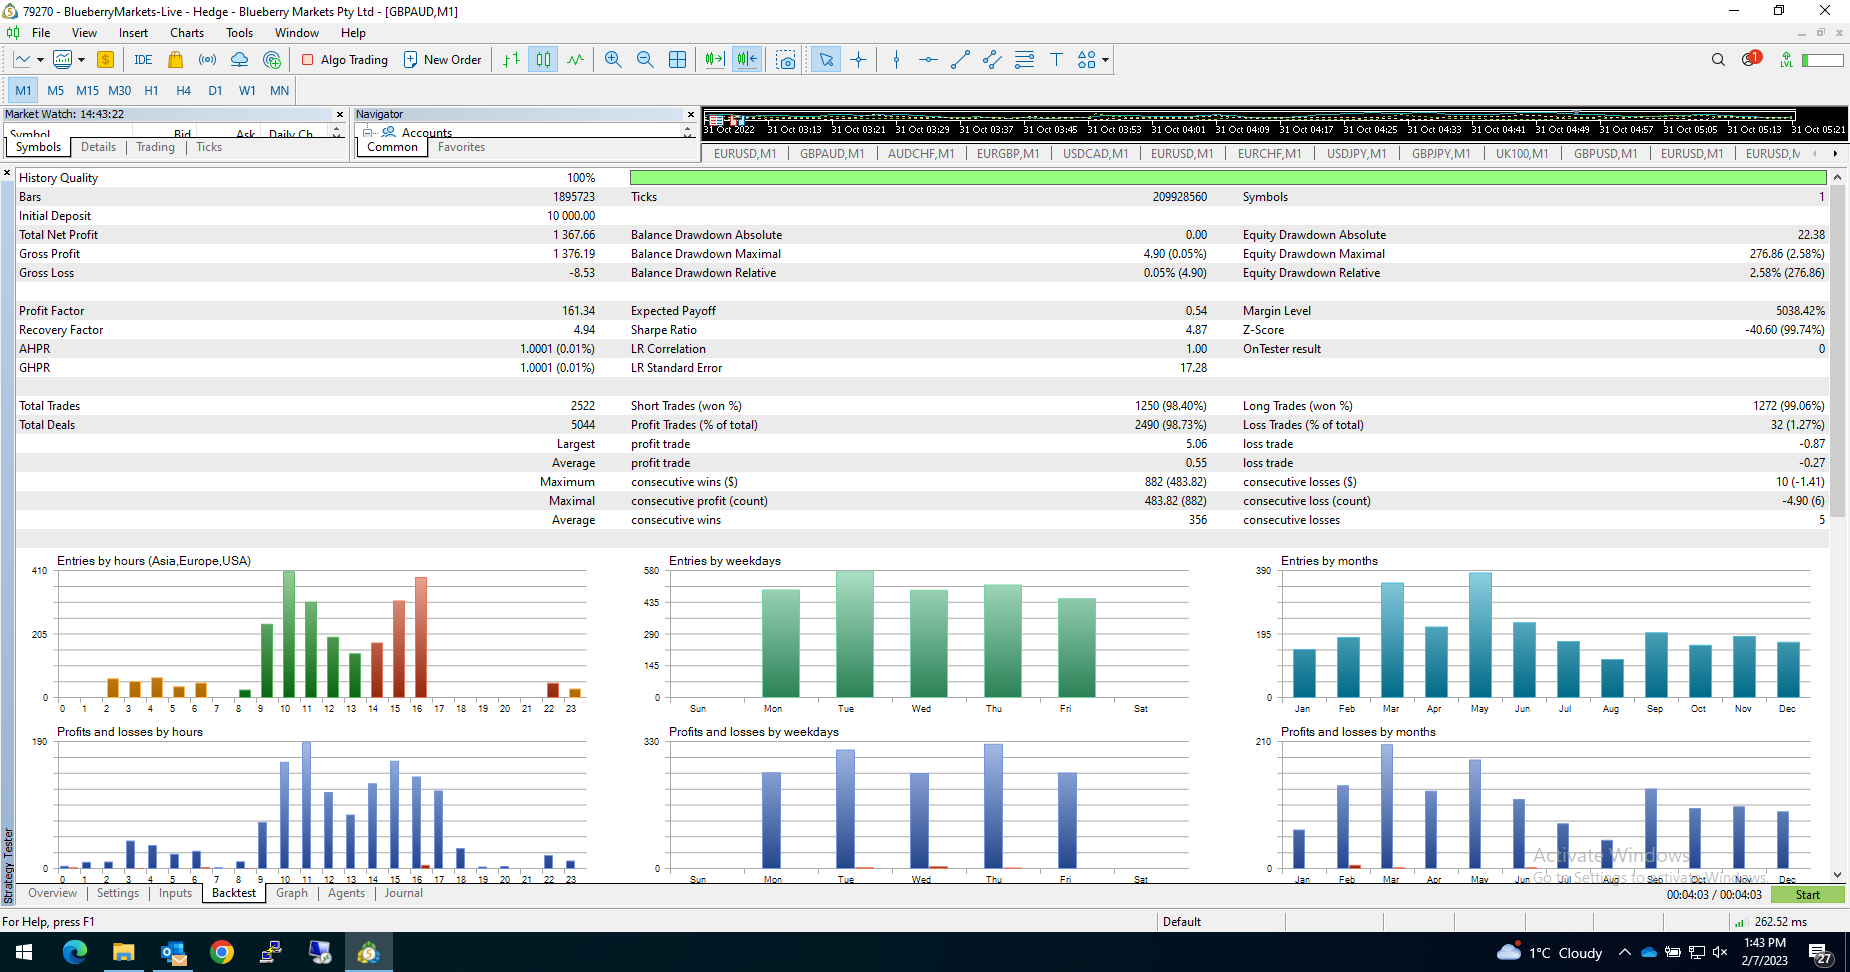 79270 - BlueberryMarkets-Live - Hedge - Blueberry Markets Pty Ltd - [GBPAUD,M1]
File View Insert Charts Tools Window Help
IDE Algo Trading New Order LVL 1
M1 M5 M15 M30 H1 H4 D1 W1 MN
Market Watch: 14:43:22 Navigator
Symbol Bid Ask Daily Ch Accounts
31 Oct 2022 31 Oct 03:13 31 Oct 03:21 31 Oct 03:29 31 Oct 03:37 31 Oct 03:45 31 Oct 03:53 31 Oct 04:01 31 Oct 04:09 31 Oct 04:17 31 Oct 04:25 31 Oct 04:33 31 Oct 04:41 31 Oct 04:49 31 Oct 04:57 31 Oct 05:05 31 Oct 05:13 31 Oct 05:21
Symbols Details Trading Ticks Common Favorites
EURUSD,M1 GBPAUD,M1 AUDCHF,M1 EURGBP,M1 USDCAD,M1 EURUSD,M1 EURCHF,M1 USDJPY,M1 GBPJPY,M1 UK100,M1 GBPUSD,M1 EURUSD,M1 EURUSD,M
History Quality 100%
Bars 1895723 Ticks 209928560 Symbols 1
Initial Deposit 10 000.00
Total Net Profit 1 367.66 Balance Drawdown Absolute 0.00 Equity Drawdown Absolute 22.38
Gross Profit 1 376.19 Balance Drawdown Maximal 4.90 (0.05%) Equity Drawdown Maximal 276.86 (2.58%)
Gross Loss -8.53 Balance Drawdown Relative 0.05% (4.90) Equity Drawdown Relative 2.58% (276.86)
Profit Factor 161.34 Expected Payoff 0.54 Margin Level 5038.42%
Recovery Factor 4.94 Sharpe Ratio 4.87 Z-Score -40.60 (99.74%)
AHPR 1.0001 (0.01%) LR Correlation 1.00 OnTester result 0
GHPR 1.0001 (0.01%) LR Standard Error 17.28
Total Trades 2522 Short Trades (won %) 1250 (98.40%) Long Trades (won %) 1272 (99.06%)
Total Deals 5044 Profit Trades (% of total) 2490 (98.73%) Loss Trades (% of total) 32 (1.27%)
Largest profit trade 5.06 loss trade -0.87
Average profit trade 0.55 loss trade -0.27
Maximum consecutive wins ($) 882 (483.82) consecutive losses ($) 10 (-1.41)
Maximal consecutive profit (count) 483.82 (882) consecutive loss (count) -4.90 (6)
Average consecutive wins 356 consecutive losses 5
Entries by hours (Asia,Europe,USA) Entries by weekdays Entries by months
410 580 390
435
205 290 195
145
0 0 0
0 1 2 3 4 5 6 7 8 9 10 11 12 13 14 15 16 17 18 19 20 21 22 23 Sun Mon Tue Wed Thu Fri Sat Jan Feb Mar Apr May Jun Jul Aug Sep Oct Nov Dec
Profits and losses by hours Profits and losses by weekdays Profits and losses by months
190 330 210
0 0 0
0 1 2 3 4 5 6 7 8 9 10 11 12 13 14 15 16 17 18 19 20 21 22 23 Sun Mon Tue Wed Thu Fri Sat Jan Feb Mar Apr May Jun Jul Aug Sep Oct Nov Dec
Activate Windows
Go to Settings to activate Windows.
Strategy Tester
Overview Settings Inputs Backtest Graph Agents Journal 00:04:03 / 00:04:03 Start
For Help, press F1 Default 262.52 ms
1°C Cloudy 1:43 PM
2/7/2023 27